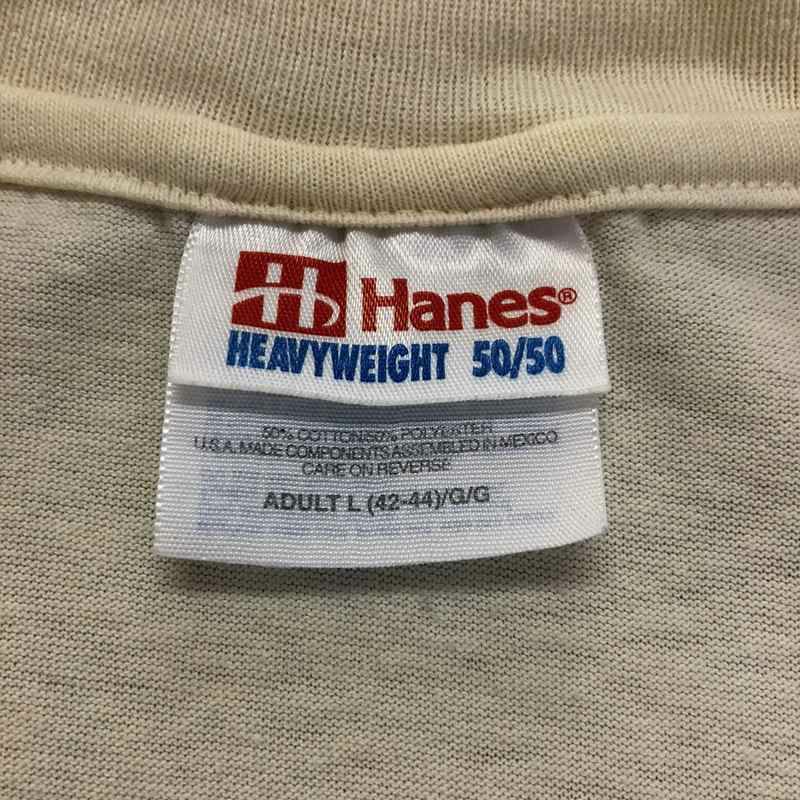 Hanes®
HEAVYWEIGHT 50/50
50% COTTON/50% POLYESTER
U.S.A. MADE COMPONENTS ASSEMBLED IN MEXICO
CARE ON REVERSE
ADULT L (42-44)/G/G